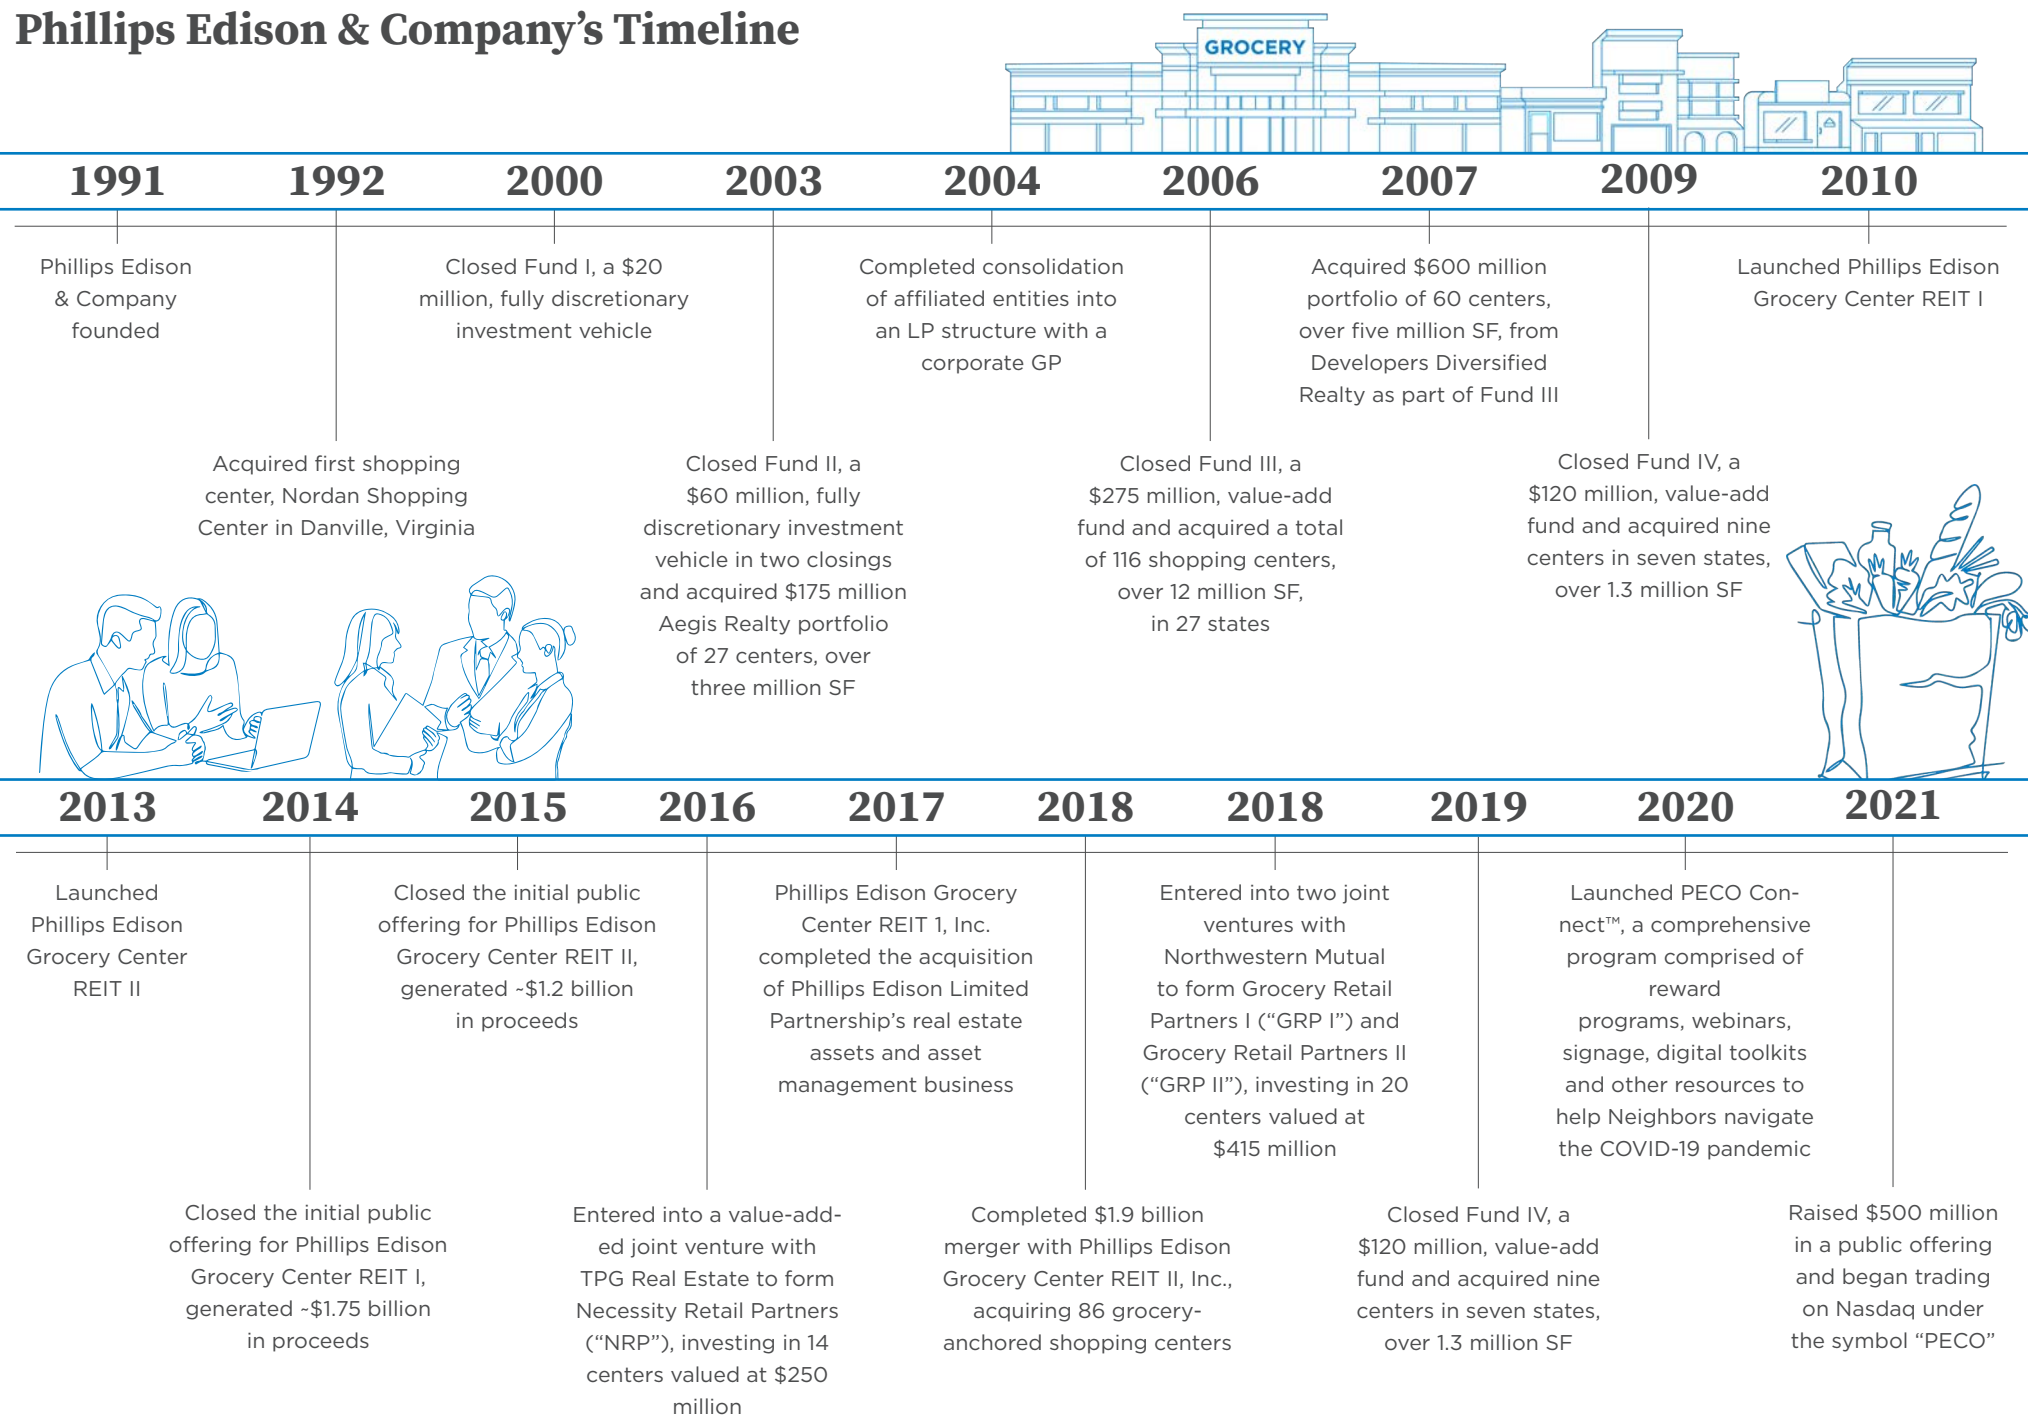 Phillips Edison & Company’s Timeline
GROCERY
1991
1992
2000
2003
2004
2006
2007
2009
2010
Phillips Edison
& Company
founded
Acquired first shopping
center, Nordan Shopping
Center in Danville, Virginia
Closed Fund I, a $20
million, fully discretionary
investment vehicle
Closed Fund II, a
$60 million, fully
discretionary investment
vehicle in two closings
and acquired $175 million
Aegis Realty portfolio
of 27 centers, over
three million SF
Completed consolidation
of affiliated entities into
an LP structure with a
corporate GP
Closed Fund III, a
$275 million, value-add
fund and acquired a total
of 116 shopping centers,
over 12 million SF,
in 27 states
Acquired $600 million
portfolio of 60 centers,
over five million SF, from
Developers Diversified
Realty as part of Fund III
Closed Fund IV, a
$120 million, value-add
fund and acquired nine
centers in seven states,
over 1.3 million SF
Launched Phillips Edison
Grocery Center REIT I
2013
2014
2015
2016
2017
2018
2018
2019
2020
2021
Launched
Phillips Edison
Grocery Center
REIT II
Closed the initial public
offering for Phillips Edison
Grocery Center REIT I,
generated ~$1.75 billion
in proceeds
Closed the initial public
offering for Phillips Edison
Grocery Center REIT II,
generated ~$1.2 billion
in proceeds
Entered into a value-add-
ed joint venture with
TPG Real Estate to form
Necessity Retail Partners
(“NRP”), investing in 14
centers valued at $250
million
Phillips Edison Grocery
Center REIT 1, Inc.
completed the acquisition
of Phillips Edison Limited
Partnership’s real estate
assets and asset
management business
Completed $1.9 billion
merger with Phillips Edison
Grocery Center REIT II, Inc.,
acquiring 86 grocery-
anchored shopping centers
Entered into two joint
ventures with
Northwestern Mutual
to form Grocery Retail
Partners I (“GRP I”) and
Grocery Retail Partners II
(“GRP II”), investing in 20
centers valued at
$415 million
Closed Fund IV, a
$120 million, value-add
fund and acquired nine
centers in seven states,
over 1.3 million SF
Launched PECO Con-
nect™, a comprehensive
program comprised of
reward
programs, webinars,
signage, digital toolkits
and other resources to
help Neighbors navigate
the COVID-19 pandemic
Raised $500 million
in a public offering
and began trading
on Nasdaq under
the symbol “PECO”